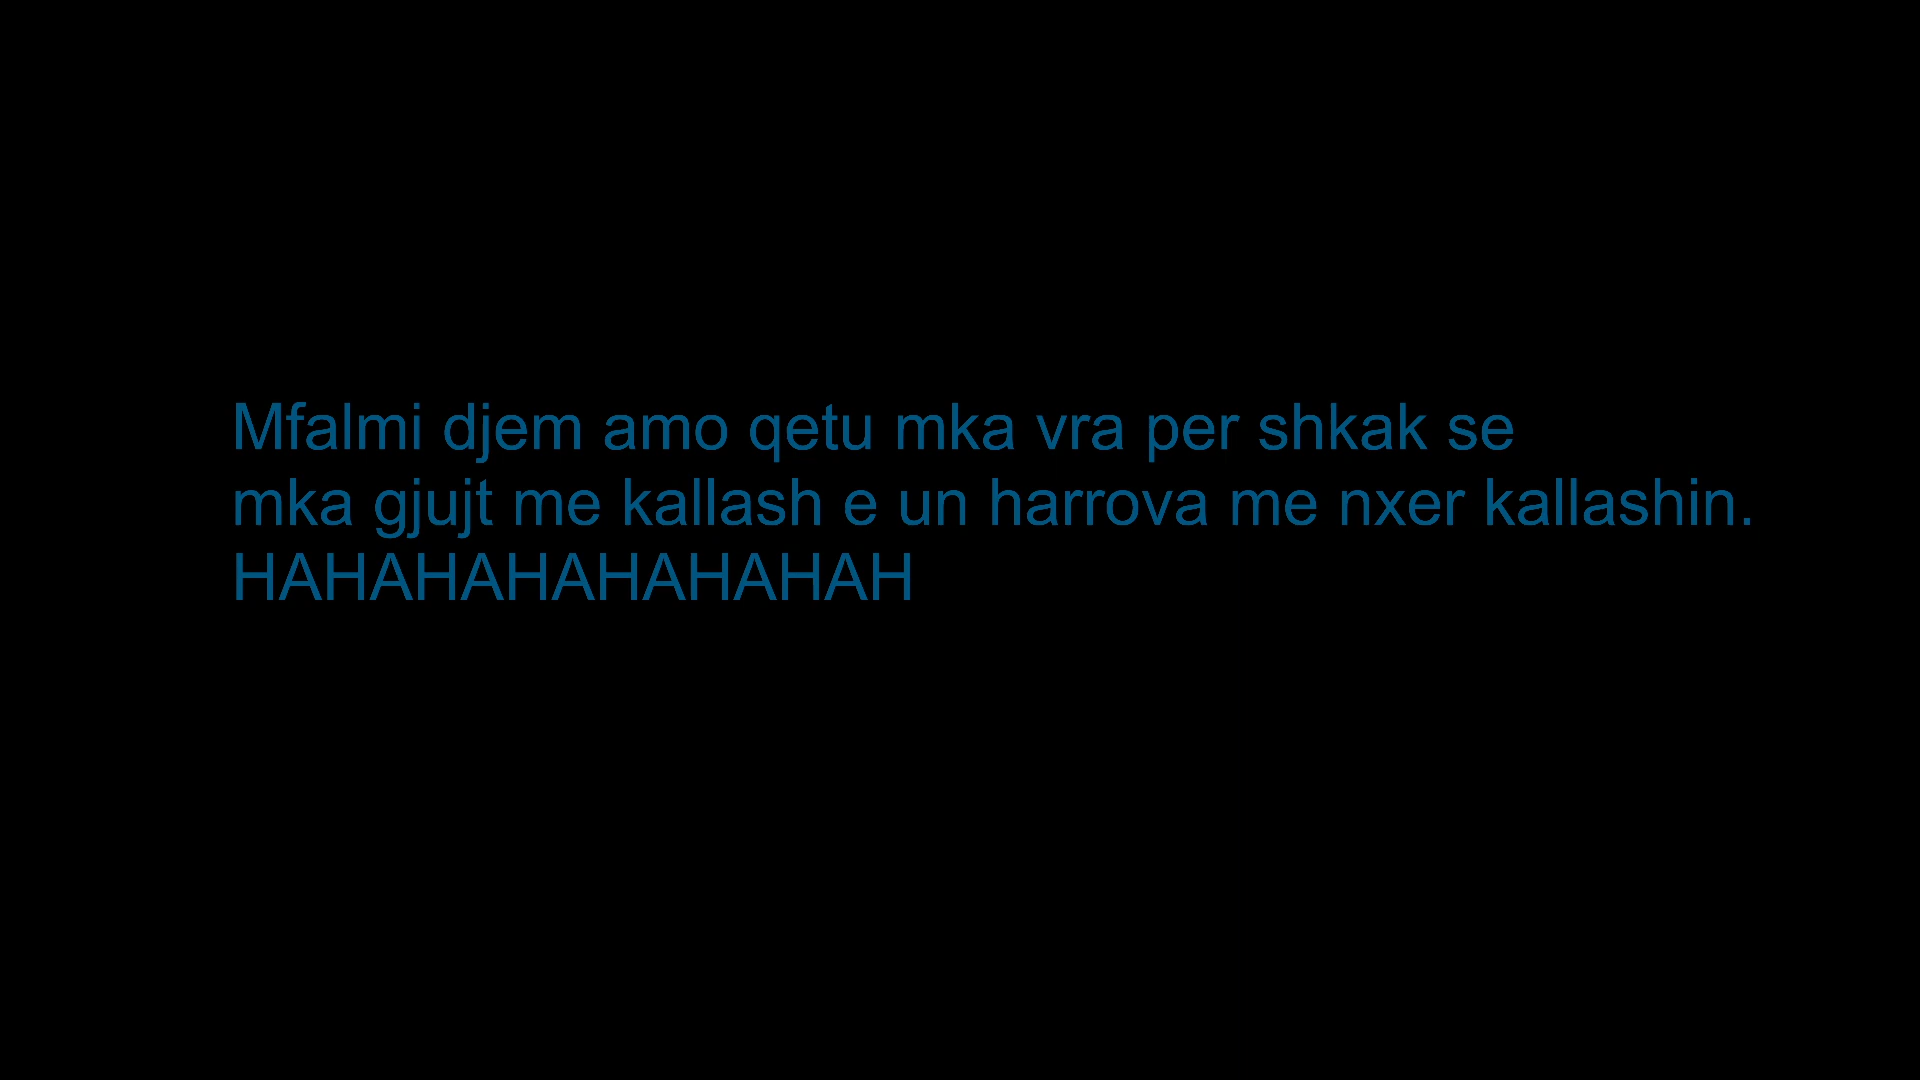 Mfalmi djem amo qetu mka vra per shkak se
mka gjujt me kallash e un harrova me nxer kallashin.
HAHAHAHAHAHAHAH